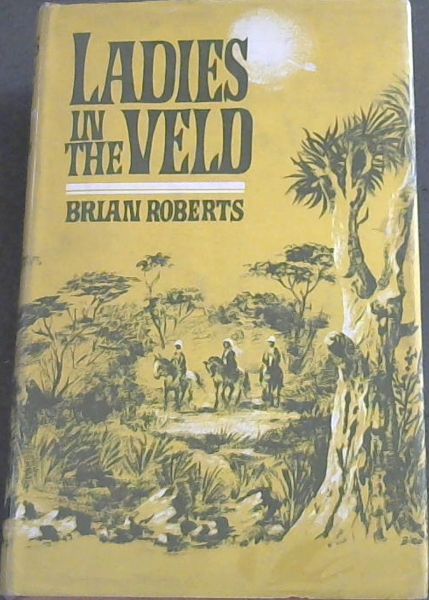 LADIES
IN
THE VELD
BRIAN ROBERTS